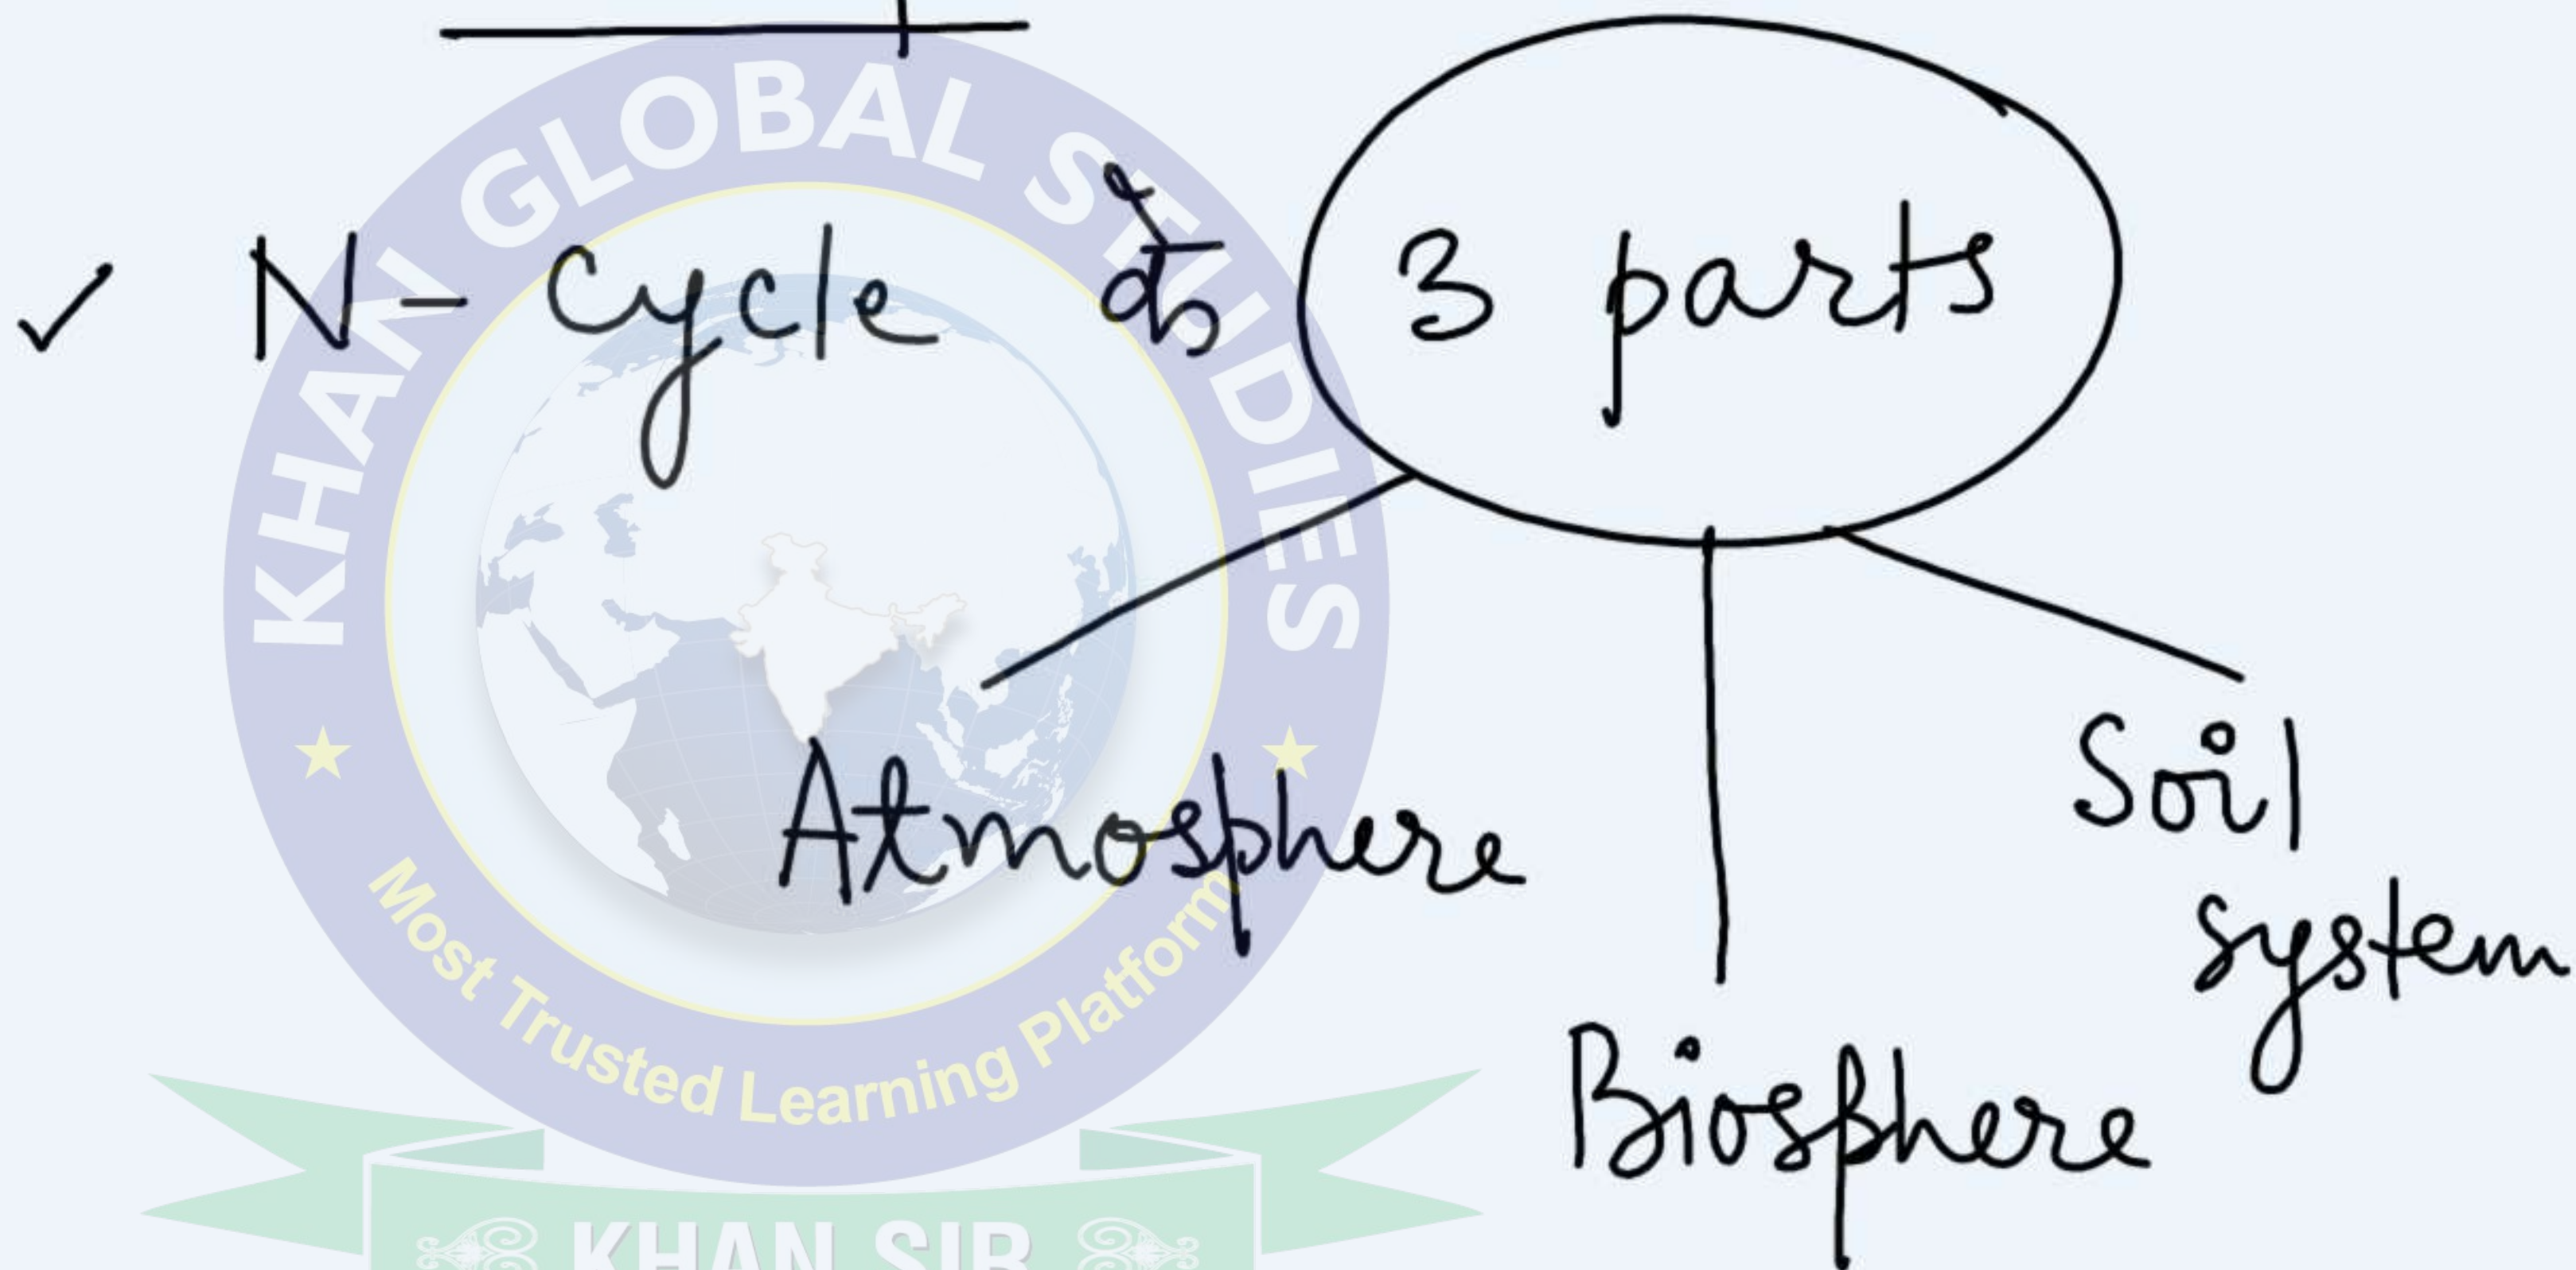 KHAN GLOBAL STUDIES
✓ N- Cycle के 3 parts
Atmosphere
Soil
system
Biosphere
Most Trusted Learning Platform
KHAN SIR